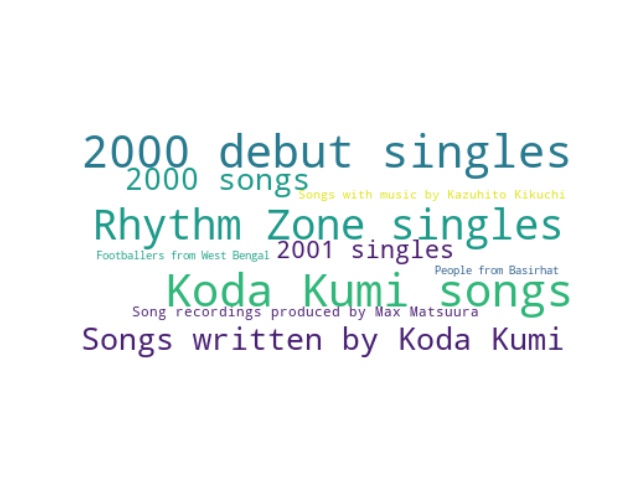 2000 debut singles
2000 songs
Songs with music by Kazuhito Kikuchi
Rhythm Zone singles
2001 singles
Footballers from West Bengal
People from Basirhat
Koda Kumi songs
Song recordings produced by Max Matsuura
Songs written by Koda Kumi